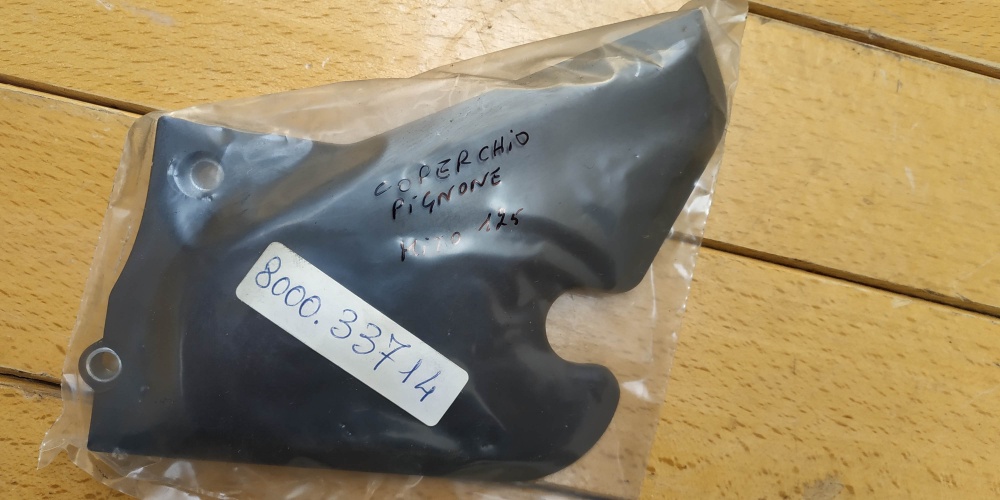 COPERCHiO
PiGNONE
MiTO 125
8000.33714